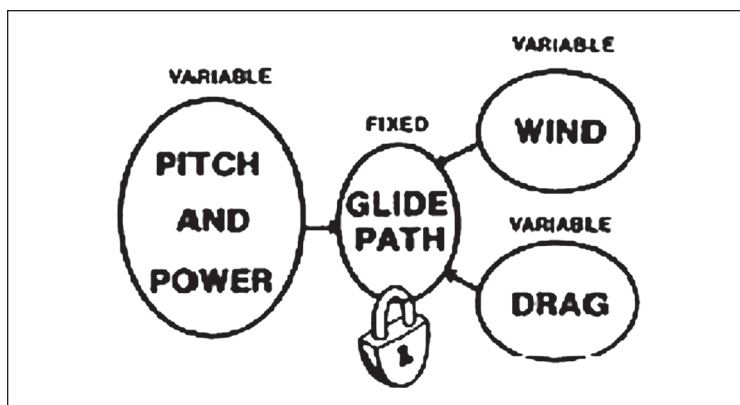 VARIABLE
PITCH
AND
POWER
FIXED
GLIDE
PATH
VARIABLE
WIND
VARIABLE
DRAG